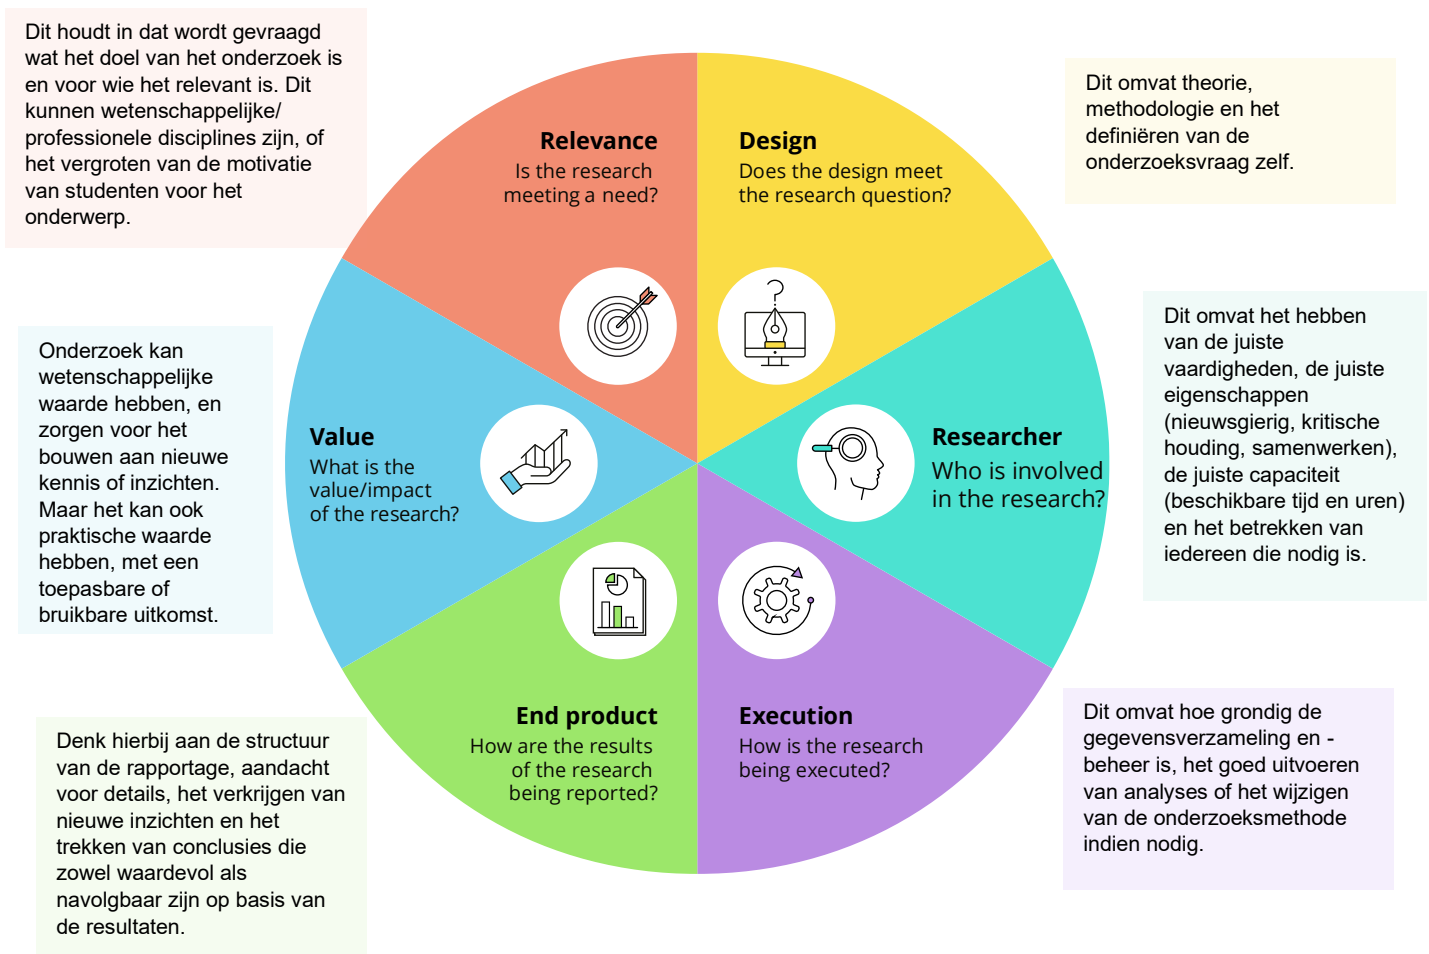 Dit houdt in dat wordt gevraagd
wat het doel van het onderzoek is
en voor wie het relevant is. Dit
kunnen wetenschappelijke/
professionele disciplines zijn, of
het vergroten van de motivatie
van studenten voor het
onderwerp.
Relevance
Is the research
meeting a need?
Design
Does the design meet
the research question?
Dit omvat theorie,
methodologie en het
definiëren van de
onderzoeksvraag zelf.
Onderzoek kan
wetenschappelijke
waarde hebben, en
zorgen voor het
bouwen aan nieuwe
kennis of inzichten.
Maar het kan ook
praktische waarde
hebben, met een
toepasbare of
bruikbare uitkomst.
Value
What is the
value/impact
of the research?
Researcher
Who is involved
in the research?
Dit omvat het hebben
van de juiste
vaardigheden, de juiste
eigenschappen
(nieuwsgierig, kritische
houding, samenwerken),
de juiste capaciteit
(beschikbare tijd en uren)
en het betrekken van
iedereen die nodig is.
Denk hierbij aan de structuur
van de rapportage, aandacht
voor details, het verkrijgen van
nieuwe inzichten en het
trekken van conclusies die
zowel waardevol als
navolgbaar zijn op basis van
de resultaten.
End product
How are the results
of the research
being reported?
Execution
How is the research
being executed?
Dit omvat hoe grondig de
gegevensverzameling en -
beheer is, het goed uitvoeren
van analyses of het wijzigen
van de onderzoeksmethode
indien nodig.